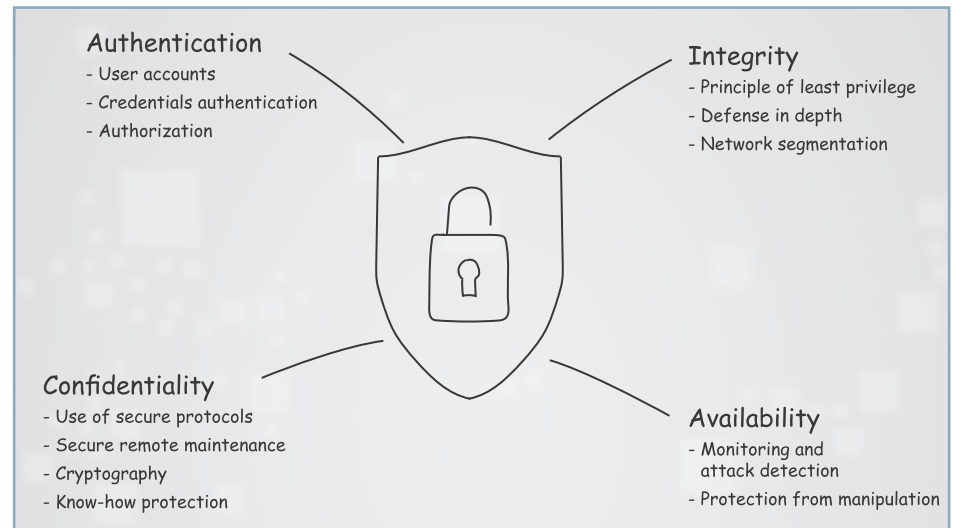 Authentication
- User accounts
- Credentials authentication
- Authorization
Integrity
- Principle of least privilege
- Defense in depth
- Network segmentation
Confidentiality
- Use of secure protocols
- Secure remote maintenance
- Cryptography
- Know-how protection
Availability
- Monitoring and
attack detection
- Protection from manipulation